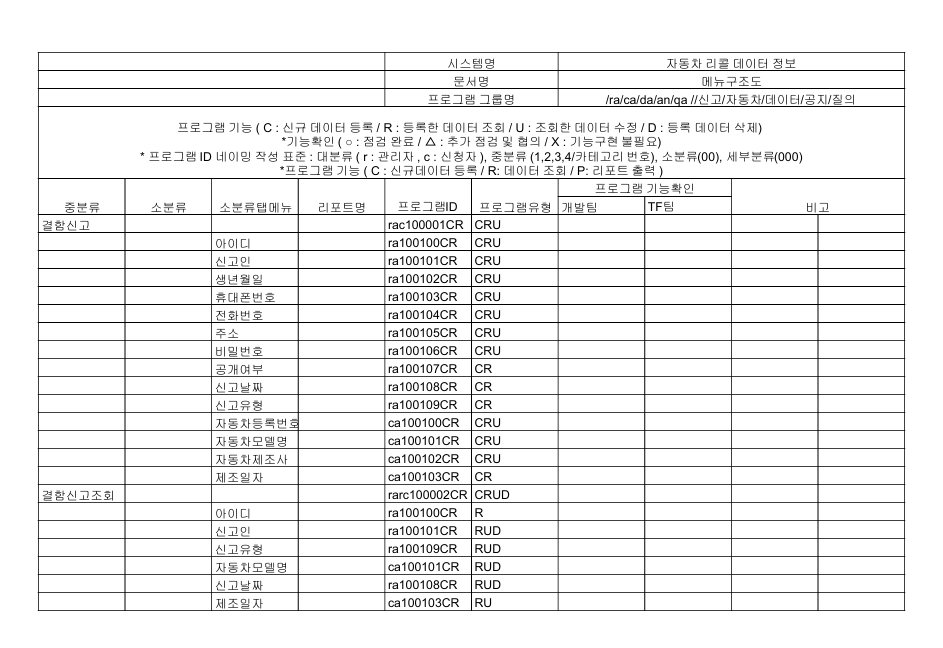 시스템명 자동차 리콜 데이터 정보
문서명 메뉴구조도
프로그램 그룹명 /ra/ca/da/an/qa //신고/자동차/데이터/공지/질의
프로그램 기능 ( C : 신규 데이터 등록 / R : 등록한 데이터 조회 / U : 조회한 데이터 수정 / D : 등록 데이터 삭제)
*기능확인 ( ○ : 점검 완료 / △ : 추가 점검 및 협의 / X : 기능구현 불필요)
* 프로그램 ID 네이밍 작성 표준 : 대분류 ( r : 관리자 , c : 신청자 ), 중분류 (1,2,3,4/카테고리 번호), 소분류(00), 세부분류(000)
*프로그램 기능 ( C : 신규데이터 등록 / R: 데이터 조회 / P: 리포트 출력 )
프로그램 기능확인
중분류 소분류 소분류탭메뉴 리포트명 프로그램ID 프로그램유형 개발팀 TF팀 비고
결함신고 rac100001CR CRU
아이디 ra100100CR CRU
신고인 ra100101CR CRU
생년월일 ra100102CR CRU
휴대폰번호 ra100103CR CRU
전화번호 ra100104CR CRU
주소 ra100105CR CRU
비밀번호 ra100106CR CRU
공개여부 ra100107CR CR
신고날짜 ra100108CR CR
신고유형 ra100109CR CR
자동차등록번호 ca100100CR CRU
자동차모델명 ca100101CR CRU
자동차제조사 ca100102CR CRU
제조일자 ca100103CR CR
결함신고조회 rarc100002CR CRUD
아이디 ra100100CR R
신고인 ra100101CR RUD
신고유형 ra100109CR RUD
자동차모델명 ca100101CR RUD
신고날짜 ra100108CR RUD
제조일자 ca100103CR RU